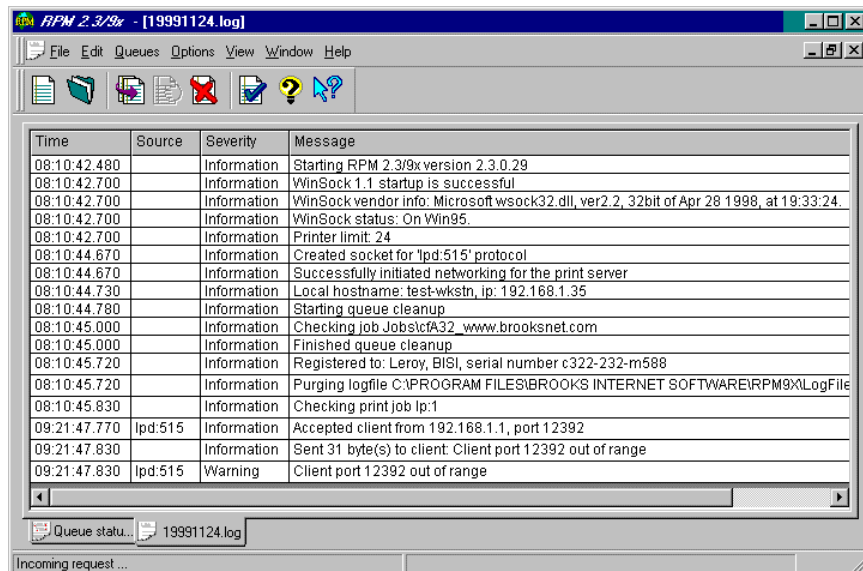 RPM 2.3/9x - [19991124.log]
File Edit Queues Options View Window Help
Time Source Severity Message
08:10:42.480 Information Starting RPM 2.3/9x version 2.3.0.29
08:10:42.700 Information WinSock 1.1 startup is successful
08:10:42.700 Information WinSock vendor info: Microsoft wsock32.dll, ver2.2, 32bit of Apr 28 1998, at 19:33:24.
08:10:42.700 Information WinSock status: On Win95.
08:10:42.700 Information Printer limit: 24
08:10:44.670 Information Created socket for 'lpd:515' protocol
08:10:44.670 Information Successfully initiated networking for the print server
08:10:44.730 Information Local hostname: test-wkstn, ip: 192.168.1.35
08:10:44.780 Information Starting queue cleanup
08:10:45.000 Information Checking job Jobs\cfA32_www.brooksnet.com
08:10:45.000 Information Finished queue cleanup
08:10:45.720 Information Registered to: Leroy, BISI, serial number c322-232-m588
08:10:45.720 Information Purging logfile C:\PROGRAM FILES\BROOKS INTERNET SOFTWARE\RPM9X\LogFile
08:10:45.830 Information Checking print job lp:1
09:21:47.770 lpd:515 Information Accepted client from 192.168.1.1, port 12392
09:21:47.830 Information Sent 31 byte(s) to client: Client port 12392 out of range
09:21:47.830 lpd:515 Warning Client port 12392 out of range
Queue statu... 19991124.log
Incoming request ...